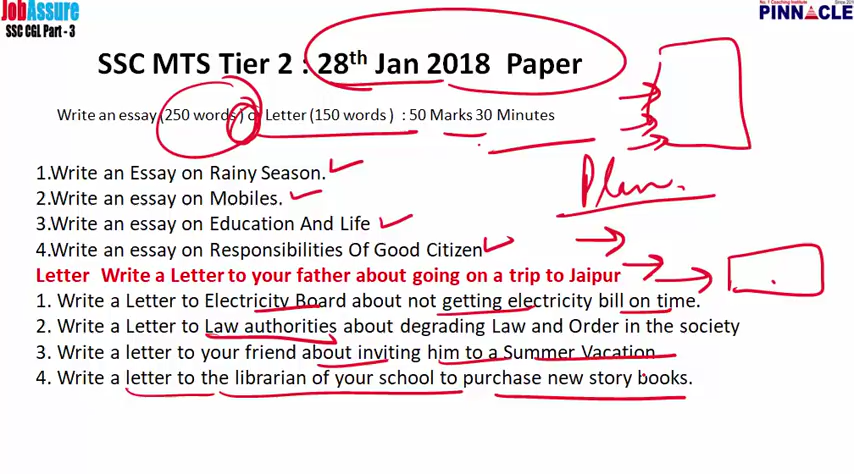 JobAssure
SSC CGL Part - 3
No. 1 Coaching Institute
PINNACLE
SSC MTS Tier 2 : 28th Jan 2018 Paper
Write an essay (250 words) or Letter (150 words) : 50 Marks 30 Minutes
1.Write an Essay on Rainy Season.
2.Write an essay on Mobiles.
3.Write an essay on Education And Life
4.Write an essay on Responsibilities Of Good Citizen
Plan.
Letter Write a Letter to your father about going on a trip to Jaipur
1. Write a Letter to Electricity Board about not getting electricity bill on time.
2. Write a Letter to Law authorities about degrading Law and Order in the society
3. Write a letter to your friend about inviting him to a Summer Vacation
4. Write a letter to the librarian of your school to purchase new story books.